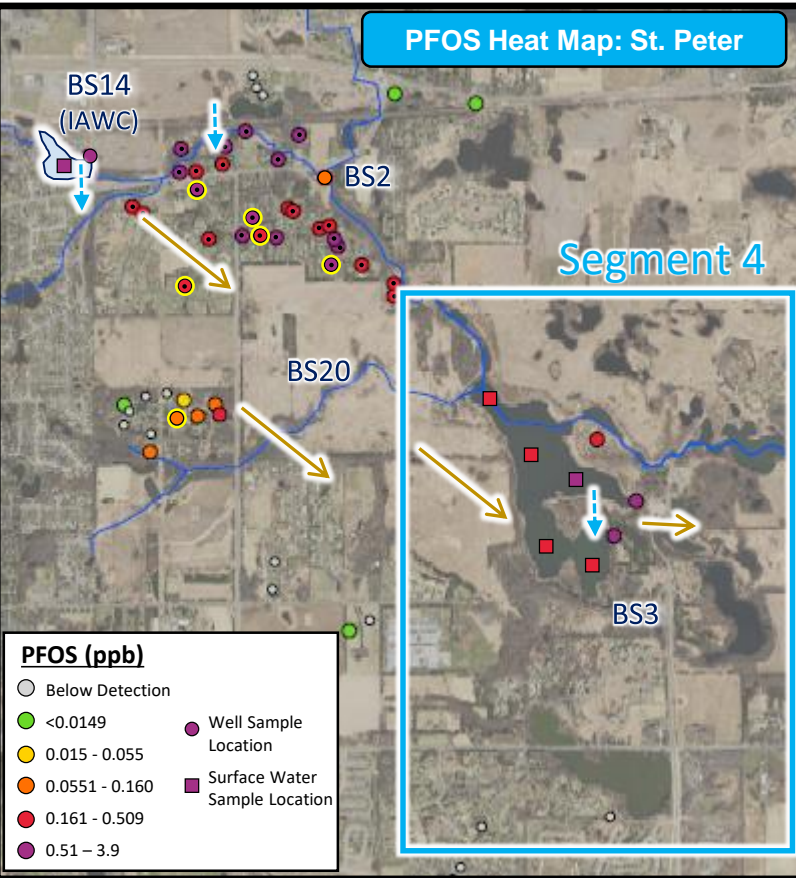 PFOS Heat Map: St. Peter
BS14
(IAWC)
BS2
Segment 4
BS20
BS3
PFOS (ppb)
Below Detection
<0.0149
0.015 - 0.055
0.0551 - 0.160
0.161 - 0.509
0.51 – 3.9
Well Sample
Location
Surface Water
Sample Location